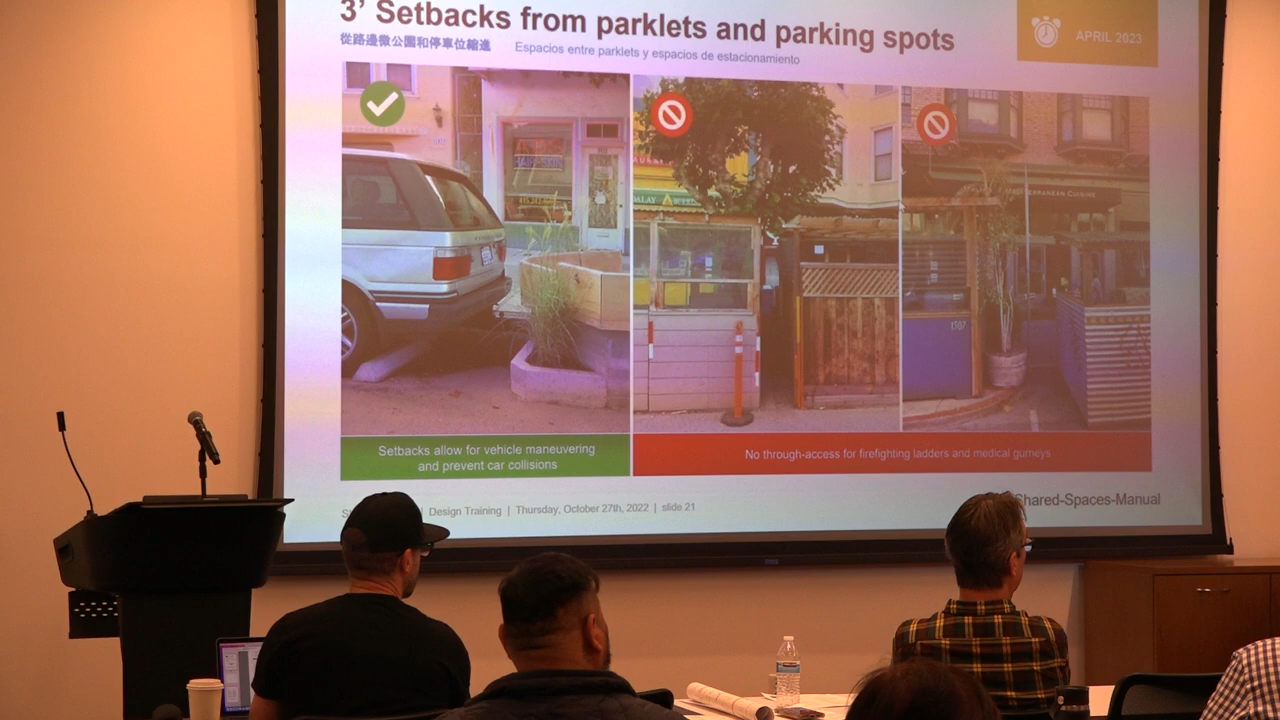 3’ Setbacks from parklets and parking spots
從路邊微公園和停車位縮進
Espacios entre parklets y espacios de estacionamiento
APRIL 2023
1707
Setbacks allow for vehicle maneuvering
and prevent car collisions
No through-access for firefighting ladders and medical gurneys
Design Training | Thursday, October 27th, 2022 | slide 21
Shared-Spaces-Manual